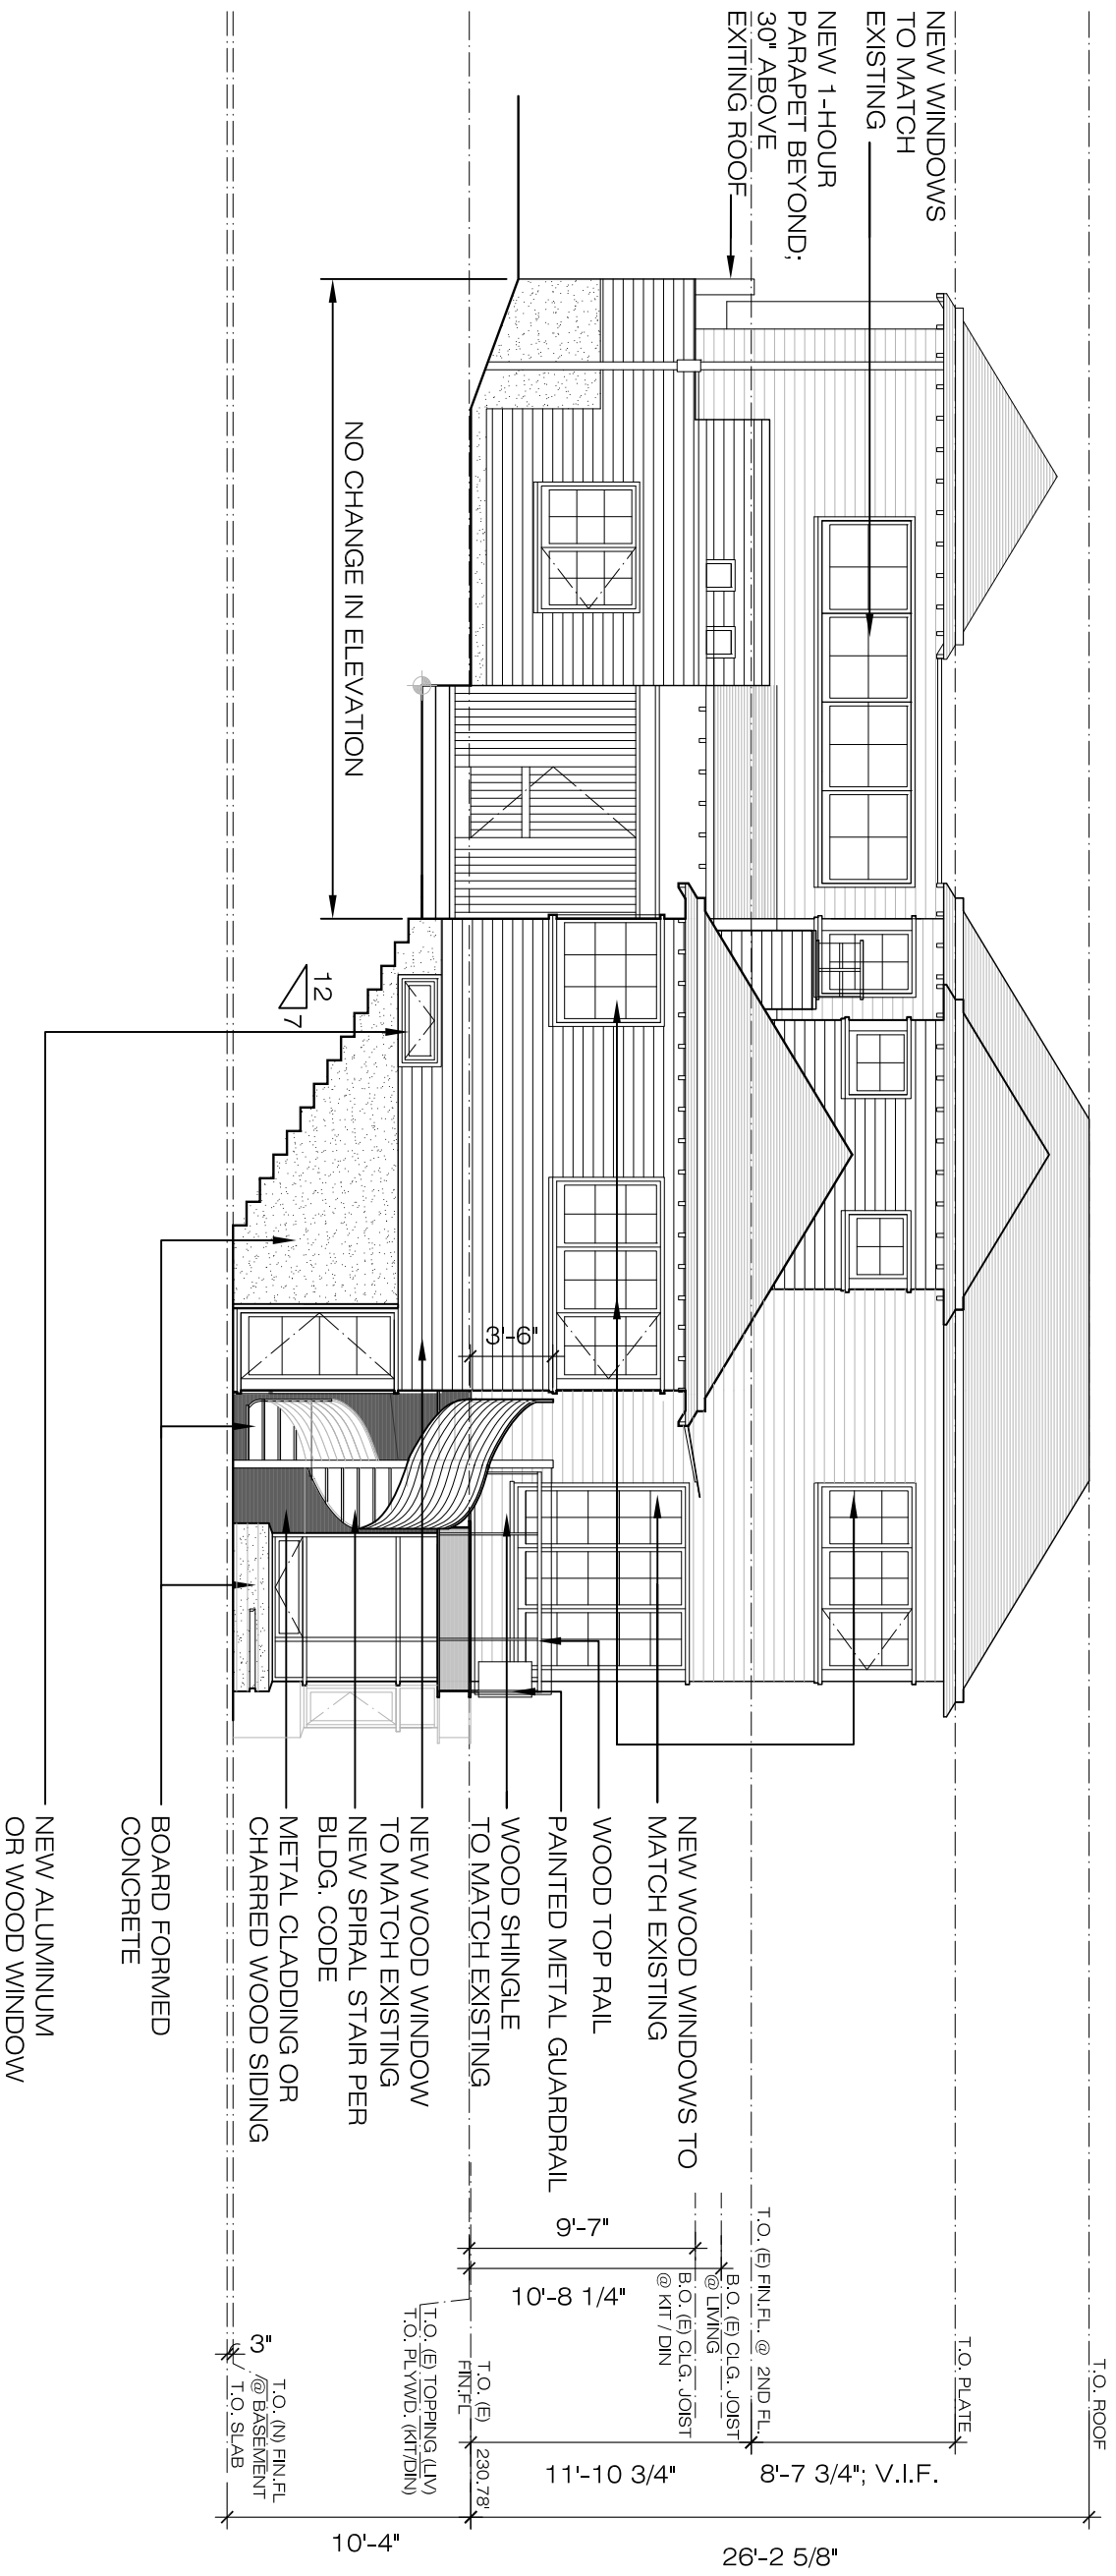 NEW WINDOWS
TO MATCH
EXISTING
NEW 1-HOUR
PARAPET BEYOND;
30" ABOVE
EXITING ROOF
NO CHANGE IN ELEVATION
12
7
3'-6"
NEW WOOD WINDOWS TO
MATCH EXISTING
WOOD TOP RAIL
PAINTED METAL GUARDRAIL
WOOD SHINGLE
TO MATCH EXISTING
NEW WOOD WINDOW
TO MATCH EXISTING
NEW SPIRAL STAIR PER
BLDG. CODE
METAL CLADDING OR
CHARRED WOOD SIDING
BOARD FORMED
CONCRETE
NEW ALUMINUM
OR WOOD WINDOW
T.O. ROOF
T.O. PLATE
T.O. (E) FIN.FL. @ 2ND FL.
B.O. (E) CLG. JOIST
@ LIVING
B.O. (E) CLG. JOIST
@ KIT / DIN
T.O. (E)
FIN.FL
230.78'
T.O. (E) TOPPING (LIV)
T.O. PLYWD. (KIT/DIN)
T.O. (N) FIN.FL
@ BASEMENT
T.O. SLAB
9'-7"
10'-8 1/4"
3"
8'-7 3/4"; V.I.F.
11'-10 3/4"
26'-2 5/8"
10'-4"